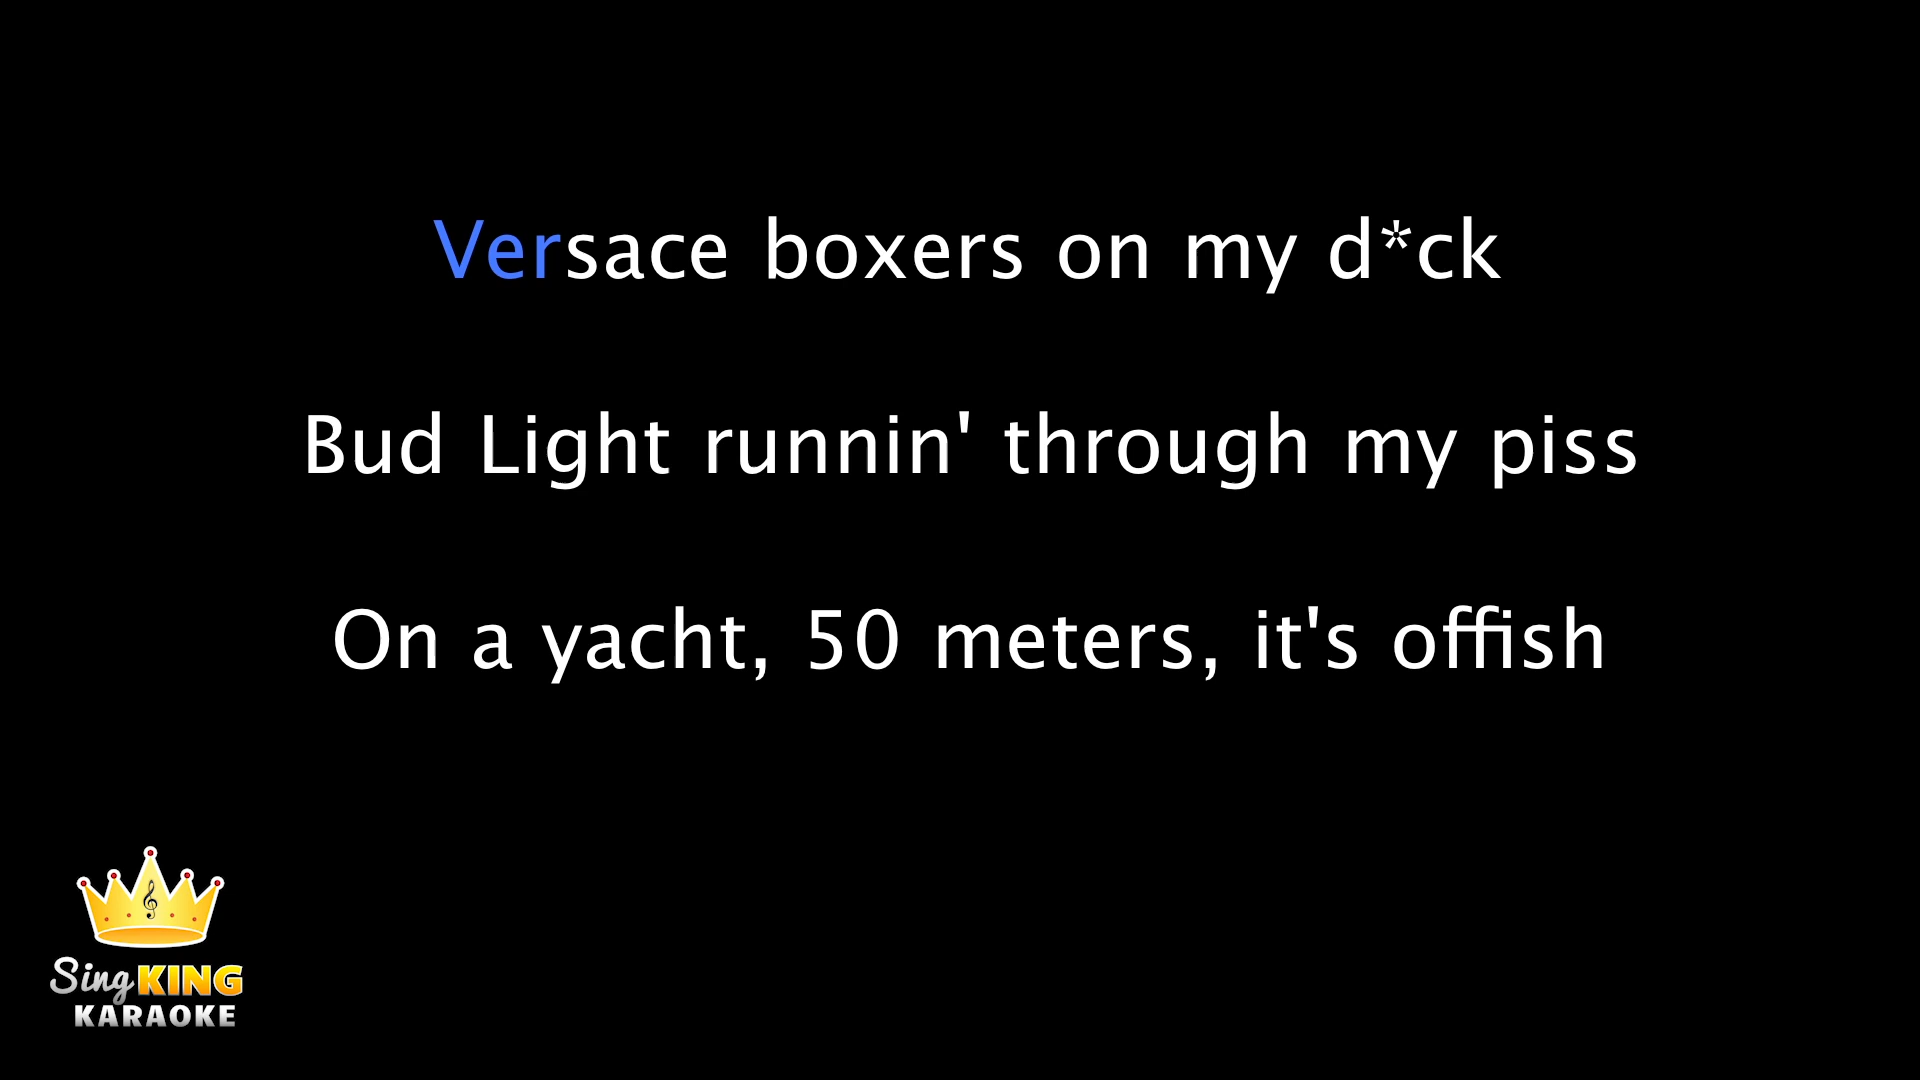 Versace boxers on my d*ck
Bud Light runnin' through my piss
On a yacht, 50 meters, it's offish
Sing KING
KARAOKE